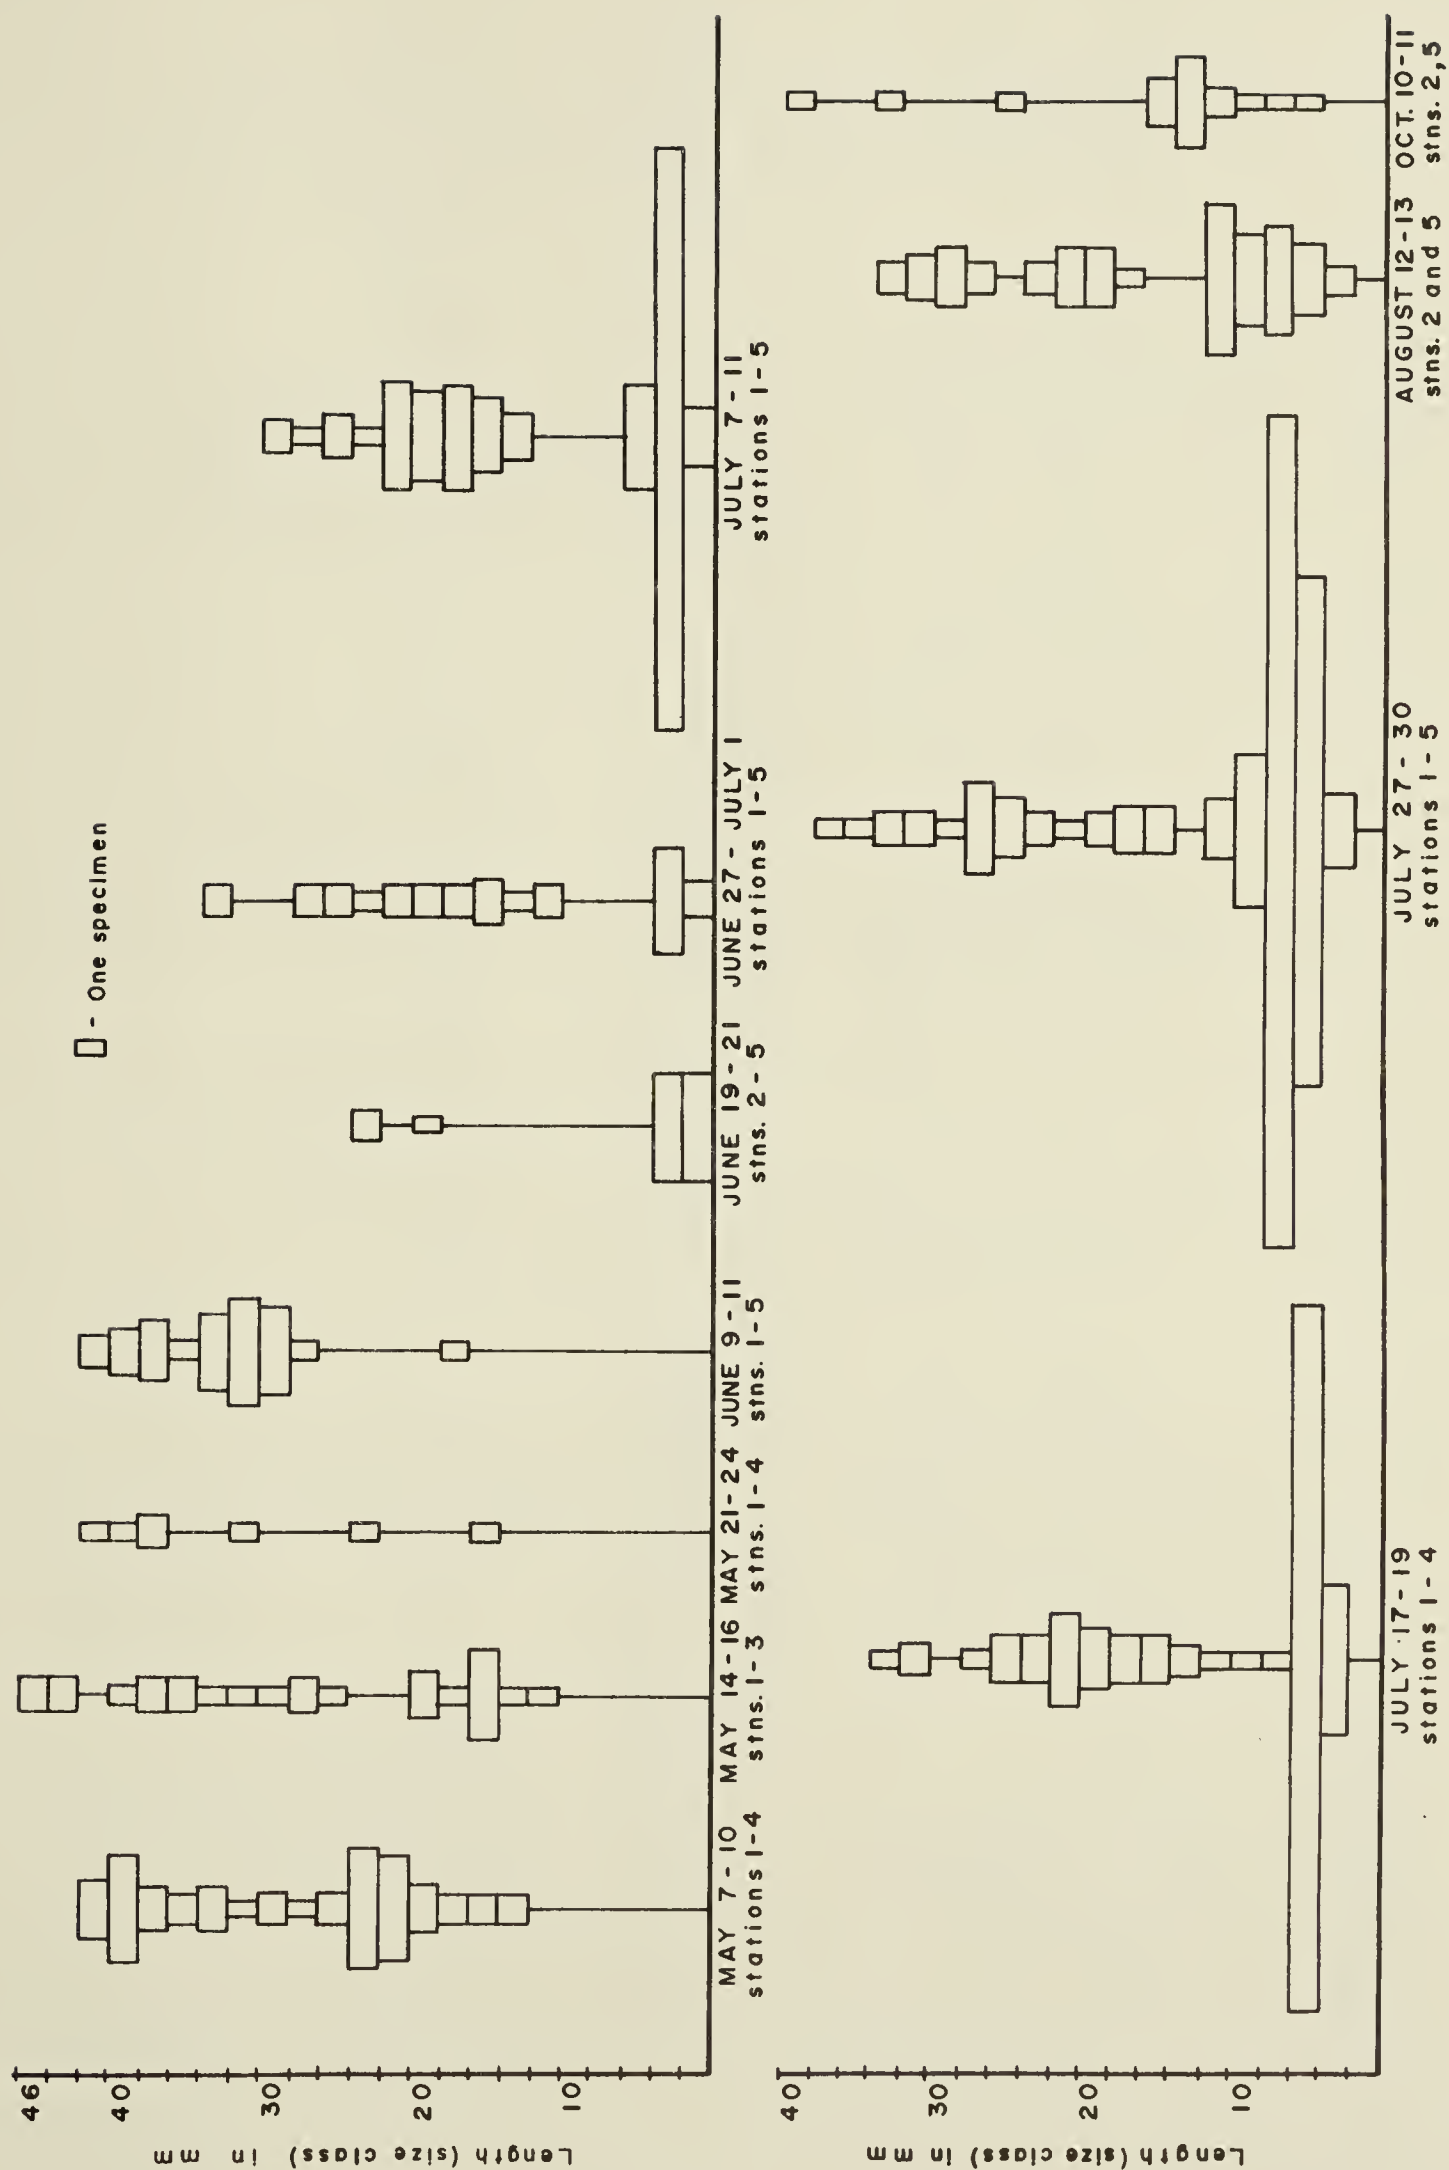 46
40
30
20
10
Length (size class) in mm
- One specimen
MAY 7-10
stations 1-4
MAY 14-16
stns. 1-3
MAY 21-24
stns. 1-4
JUNE 9-11
stns. 1-5
JUNE 19-21
stns. 2-5
JUNE 27- JULY 1
stations 1-5
JULY 7-11
stations 1-5
40
30
20
10
Length (size class) in mm
JULY 17-19
stations 1-4
JULY 27-30
stations 1-5
AUGUST 12-13
stns. 2 and 5
OCT. 10-11
stns. 2,5